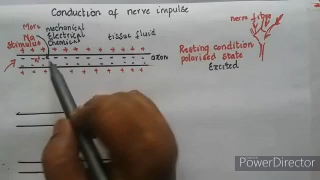 Conduction of nerve impulse
More
Na
Stimulus
mechanical
Electrical
Chemical
tissue fluid
axon
nerve
Resting condition
polarised state
Excited
PowerDirector